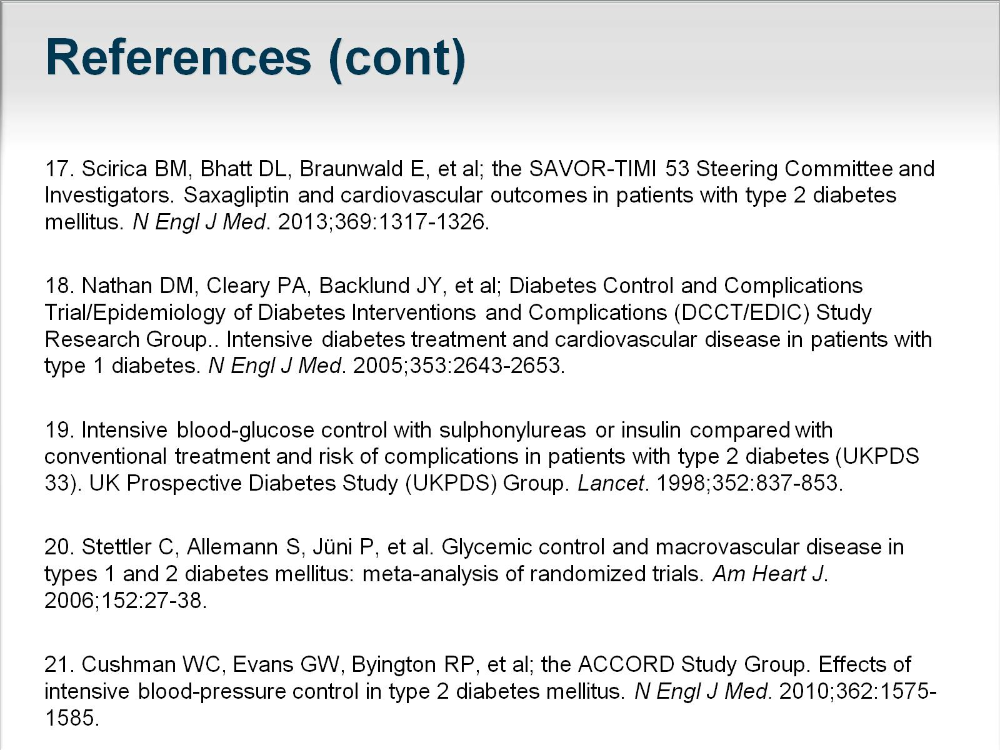 References (cont)
17. Scirica BM, Bhatt DL, Braunwald E, et al; the SAVOR-TIMI 53 Steering Committee and
Investigators. Saxagliptin and cardiovascular outcomes in patients with type 2 diabetes
mellitus. N Engl J Med. 2013;369:1317-1326.
18. Nathan DM, Cleary PA, Backlund JY, et al; Diabetes Control and Complications
Trial/Epidemiology of Diabetes Interventions and Complications (DCCT/EDIC) Study
Research Group.. Intensive diabetes treatment and cardiovascular disease in patients with
type 1 diabetes. N Engl J Med. 2005;353:2643-2653.
19. Intensive blood-glucose control with sulphonylureas or insulin compared with
conventional treatment and risk of complications in patients with type 2 diabetes (UKPDS
33). UK Prospective Diabetes Study (UKPDS) Group. Lancet. 1998;352:837-853.
20. Stettler C, Allemann S, Jüni P, et al. Glycemic control and macrovascular disease in
types 1 and 2 diabetes mellitus: meta-analysis of randomized trials. Am Heart J.
2006;152:27-38.
21. Cushman WC, Evans GW, Byington RP, et al; the ACCORD Study Group. Effects of
intensive blood-pressure control in type 2 diabetes mellitus. N Engl J Med. 2010;362:1575-
1585.